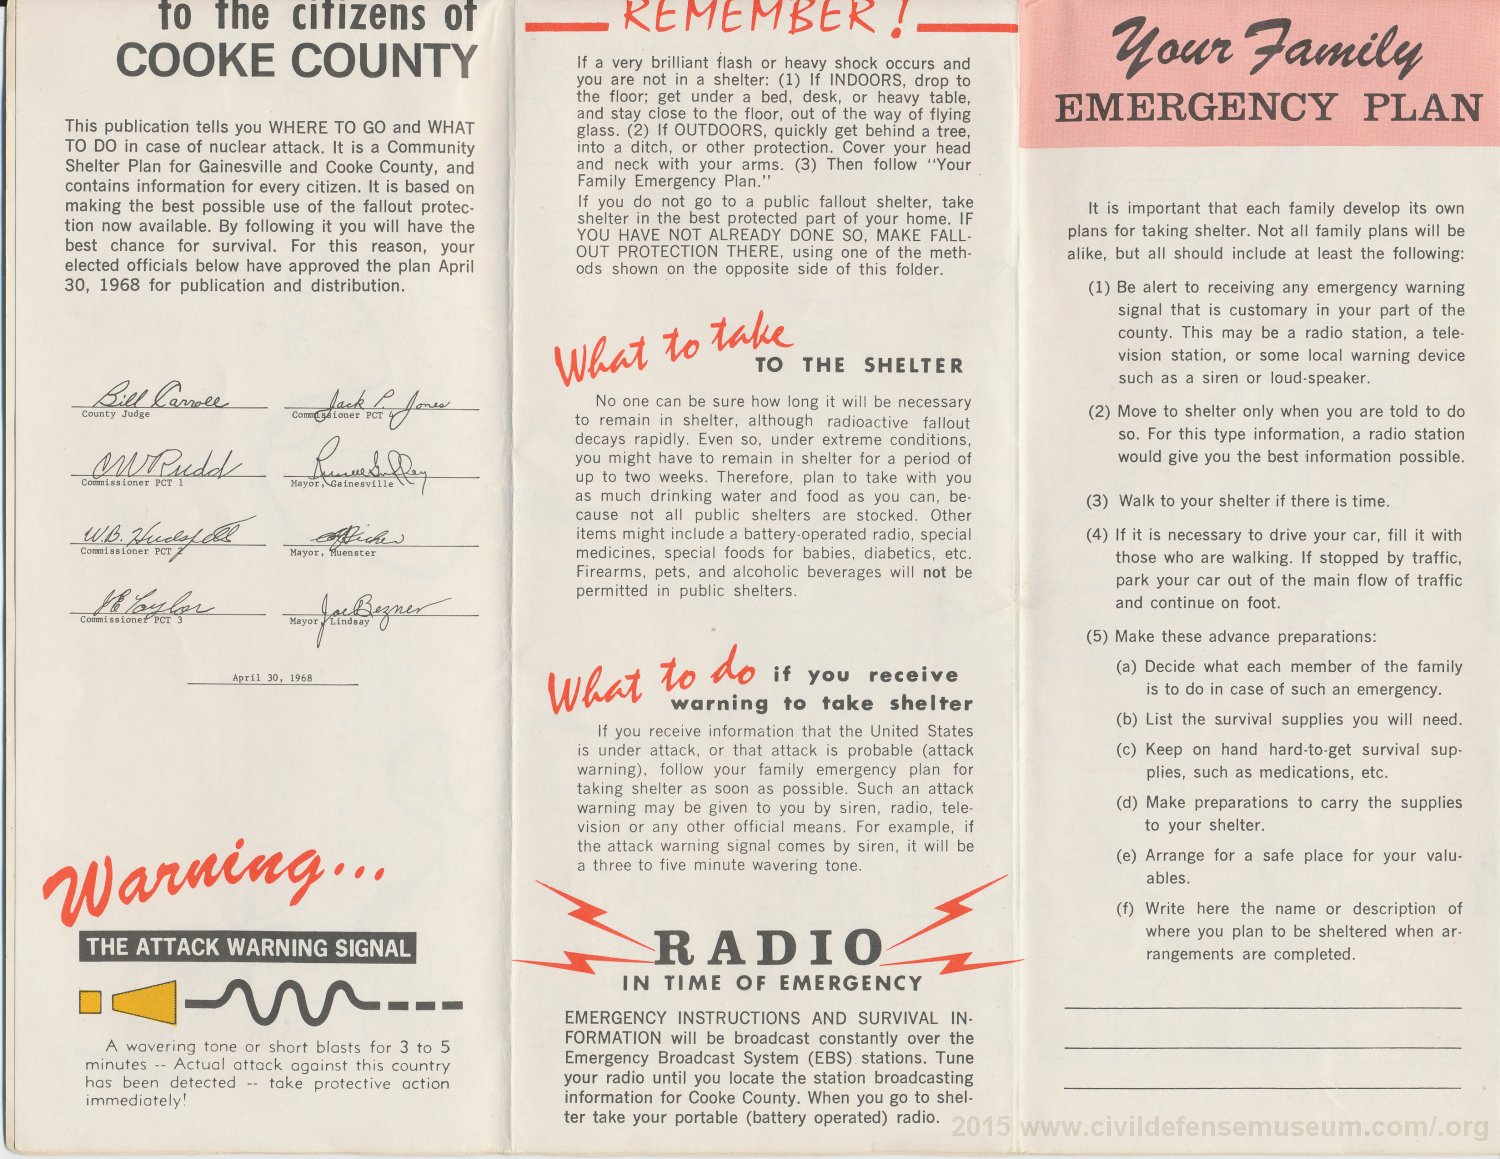 to the citizens of
COOKE COUNTY
This publication tells you WHERE TO GO and WHAT
TO DO in case of nuclear attack. It is a Community
Shelter Plan for Gainesville and Cooke County, and
contains information for every citizen. It is based on
making the best possible use of the fallout protec-
tion now available. By following it you will have the
best chance for survival. For this reason, your
elected officials below have approved the plan April
30, 1968 for publication and distribution.
Bill Carroll
County Judge
Jack P. Jones
Commissioner PCT 4
CW Rudd
Commissioner PCT 1
Mayor, Gainesville
W.B. Hudspeth
Commissioner PCT 2
Mayor, Muenster
JE Taylor
Commissioner PCT 3
Joe Bezner
Mayor, Lindsay
April 30, 1968
Warning...
THE ATTACK WARNING SIGNAL
A wavering tone or short blasts for 3 to 5
minutes -- Actual attack against this country
has been detected -- take protective action
immediately!
REMEMBER!
If a very brilliant flash or heavy shock occurs and
you are not in a shelter: (1) If INDOORS, drop to
the floor; get under a bed, desk, or heavy table,
and stay close to the floor, out of the way of flying
glass. (2) If OUTDOORS, quickly get behind a tree,
into a ditch, or other protection. Cover your head
and neck with your arms. (3) Then follow "Your
Family Emergency Plan."
If you do not go to a public fallout shelter, take
shelter in the best protected part of your home. IF
YOU HAVE NOT ALREADY DONE SO, MAKE FALL-
OUT PROTECTION THERE, using one of the meth-
ods shown on the opposite side of this folder.
What to take
TO THE SHELTER
No one can be sure how long it will be necessary
to remain in shelter, although radioactive fallout
decays rapidly. Even so, under extreme conditions,
you might have to remain in shelter for a period of
up to two weeks. Therefore, plan to take with you
as much drinking water and food as you can, be-
cause not all public shelters are stocked. Other
items might include a battery-operated radio, special
medicines, special foods for babies, diabetics, etc.
Firearms, pets, and alcoholic beverages will not be
permitted in public shelters.
What to do if you receive
warning to take shelter
If you receive information that the United States
is under attack, or that attack is probable (attack
warning), follow your family emergency plan for
taking shelter as soon as possible. Such an attack
warning may be given to you by siren, radio, tele-
vision or any other official means. For example, if
the attack warning signal comes by siren, it will be
a three to five minute wavering tone.
RADIO
IN TIME OF EMERGENCY
EMERGENCY INSTRUCTIONS AND SURVIVAL IN-
FORMATION will be broadcast constantly over the
Emergency Broadcast System (EBS) stations. Tune
your radio until you locate the station broadcasting
information for Cooke County. When you go to shel-
ter take your portable (battery operated) radio.
Your Family
EMERGENCY PLAN
It is important that each family develop its own
plans for taking shelter. Not all family plans will be
alike, but all should include at least the following:
(1) Be alert to receiving any emergency warning
signal that is customary in your part of the
county. This may be a radio station, a tele-
vision station, or some local warning device
such as a siren or loud-speaker.
(2) Move to shelter only when you are told to do
so. For this type information, a radio station
would give you the best information possible.
(3) Walk to your shelter if there is time.
(4) If it is necessary to drive your car, fill it with
those who are walking. If stopped by traffic,
park your car out of the main flow of traffic
and continue on foot.
(5) Make these advance preparations:
(a) Decide what each member of the family
is to do in case of such an emergency.
(b) List the survival supplies you will need.
(c) Keep on hand hard-to-get survival sup-
plies, such as medications, etc.
(d) Make preparations to carry the supplies
to your shelter.
(e) Arrange for a safe place for your valu-
ables.
(f) Write here the name or description of
where you plan to be sheltered when ar-
rangements are completed.
2015 www.civildefensemuseum.com/.org